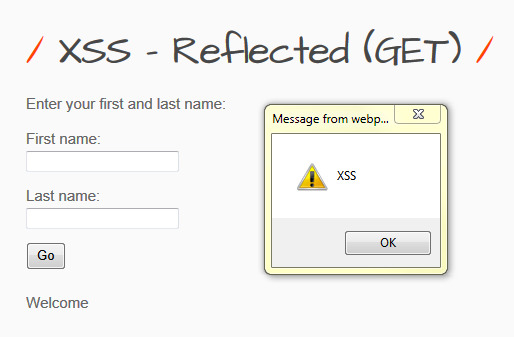 / XSS - Reflected (GET) /
Enter your first and last name:
First name:
Last name:
Go
Welcome
Message from webp...
XSS
OK